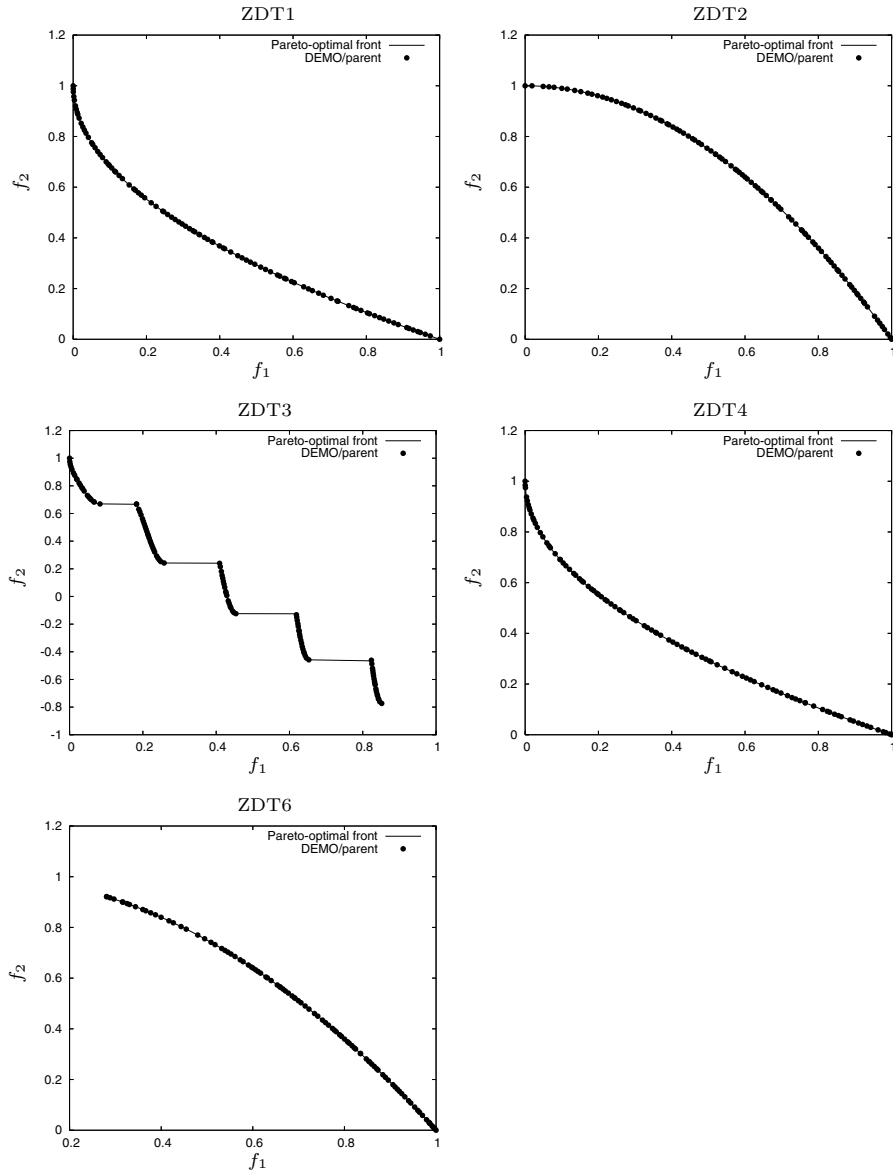 ZDT1
Pareto-optimal front
DEMO/parent
1.2
1
0.8
0.6
0.4
0.2
0
f2
0 0.2 0.4 0.6 0.8 1
f1
ZDT2
Pareto-optimal front
DEMO/parent
1.2
1
0.8
0.6
0.4
0.2
0
f2
0 0.2 0.4 0.6 0.8 1
f1
ZDT3
Pareto-optimal front
DEMO/parent
1.2
1
0.8
0.6
0.4
0.2
0
-0.2
-0.4
-0.6
-0.8
-1
f2
0 0.2 0.4 0.6 0.8 1
f1
ZDT4
Pareto-optimal front
DEMO/parent
1.2
1
0.8
0.6
0.4
0.2
0
f2
0 0.2 0.4 0.6 0.8 1
f1
ZDT6
Pareto-optimal front
DEMO/parent
1.2
1
0.8
0.6
0.4
0.2
0
f2
0.2 0.4 0.6 0.8 1
f1